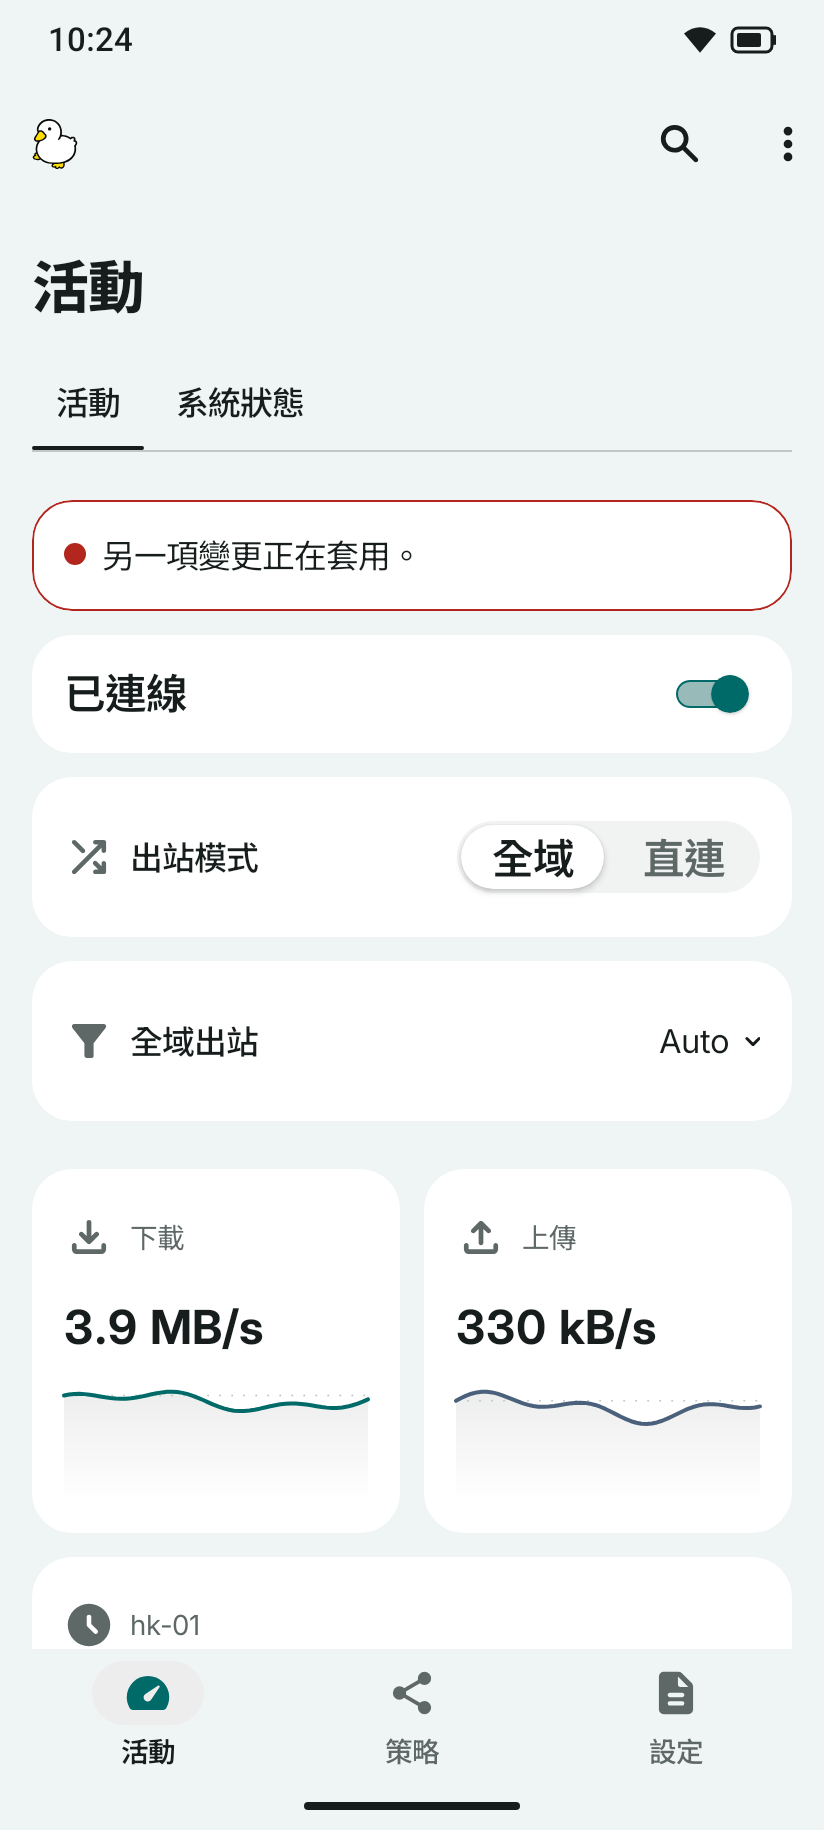 10:24
活動
活動 系統狀態
另一項變更正在套用。
已連線
出站模式 全域 直連
全域出站 Auto
下載 上傳
3.9 MB/s 330 kB/s
hk-01
活動 策略 設定